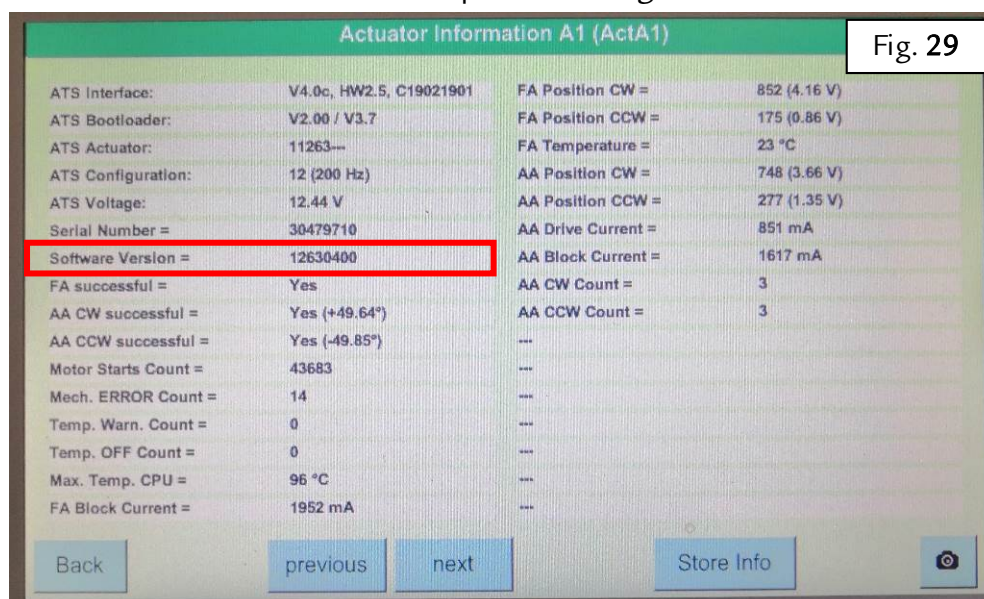 Actuator Information A1 (ActA1)
Fig. 29
ATS Interface: V4.0c, HW2.5, C19021901 FA Position CW = 852 (4.16 V)
ATS Bootloader: V2.00 / V3.7 FA Position CCW = 175 (0.86 V)
ATS Actuator: 11263--- FA Temperature = 23 °C
ATS Configuration: 12 (200 Hz) AA Position CW = 748 (3.66 V)
ATS Voltage: 12.44 V AA Position CCW = 277 (1.35 V)
Serial Number = 30479710 AA Drive Current = 851 mA
Software Version = 12630400 AA Block Current = 1617 mA
FA successful = Yes AA CW Count = 3
AA CW successful = Yes (+49.64°) AA CCW Count = 3
AA CCW successful = Yes (-49.85°) ---
Motor Starts Count = 43683 ---
Mech. ERROR Count = 14 ---
Temp. Warn. Count = 0 ---
Temp. OFF Count = 0 ---
Max. Temp. CPU = 96 °C ---
FA Block Current = 1952 mA ---
Back previous next Store Info